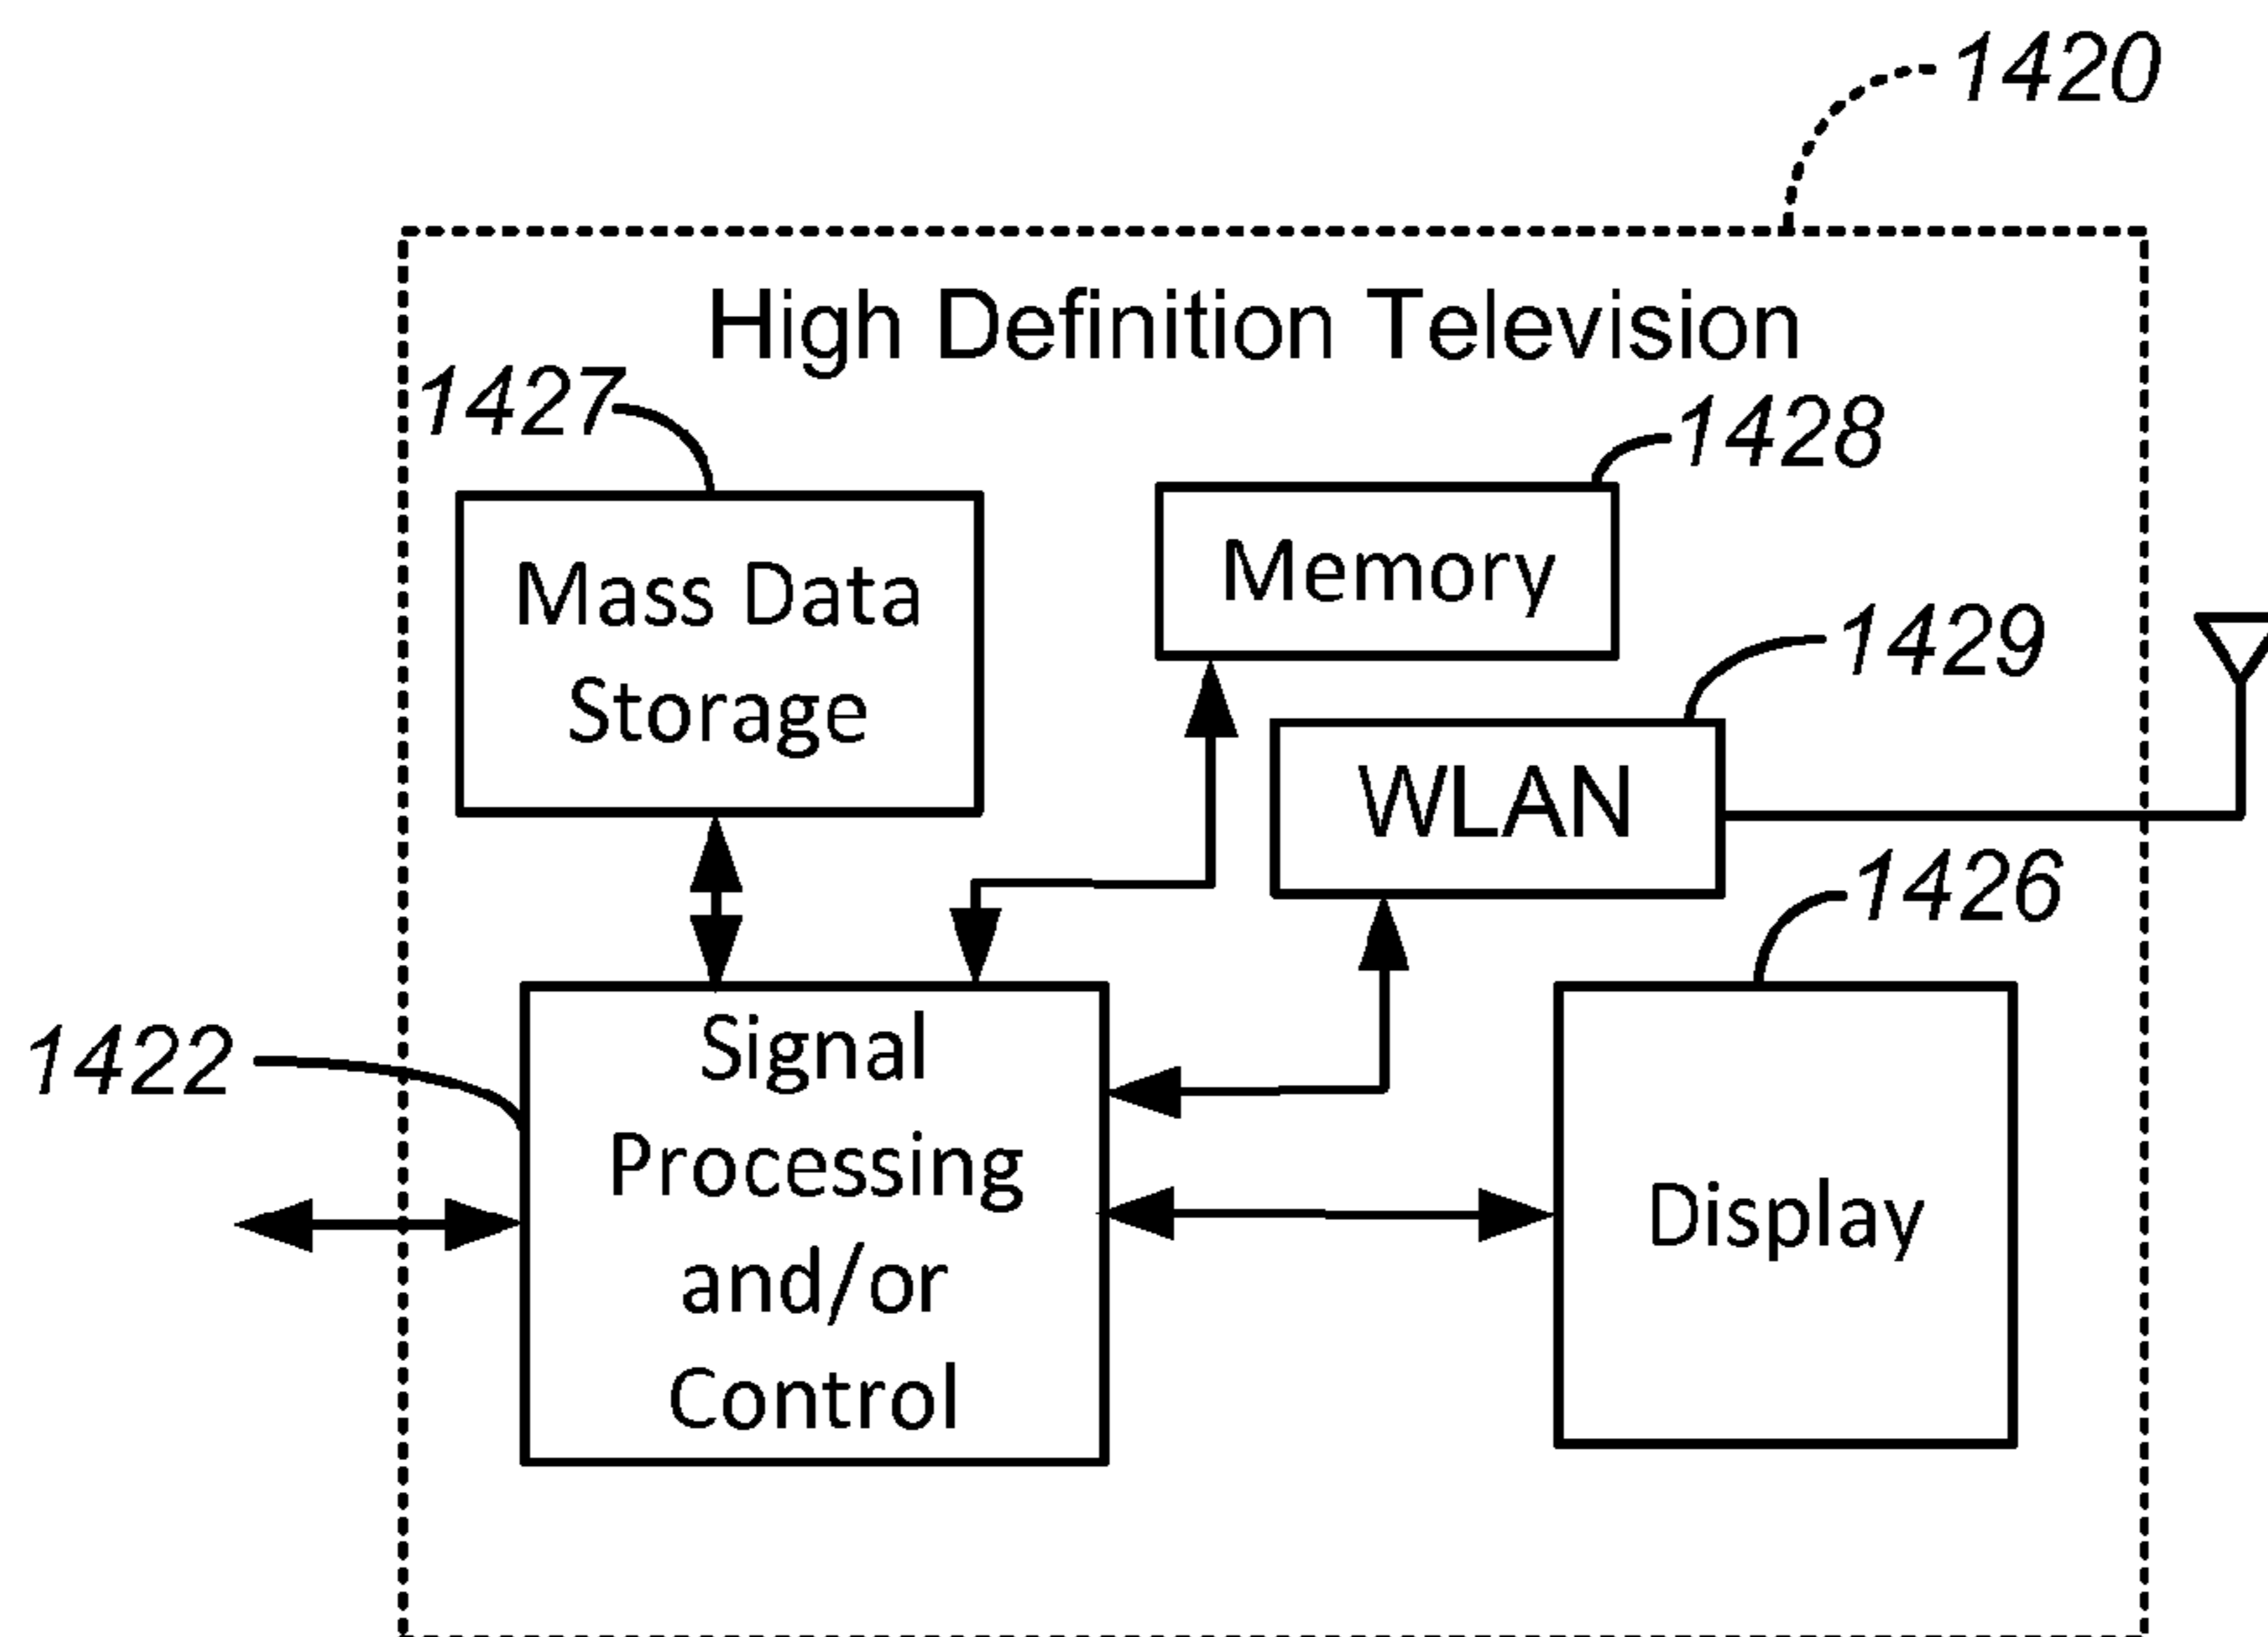 1420
High Definition Television
1427
1428
Mass Data
Storage
Memory
1429
WLAN
1426
1422
Signal
Processing
and/or
Control
Display